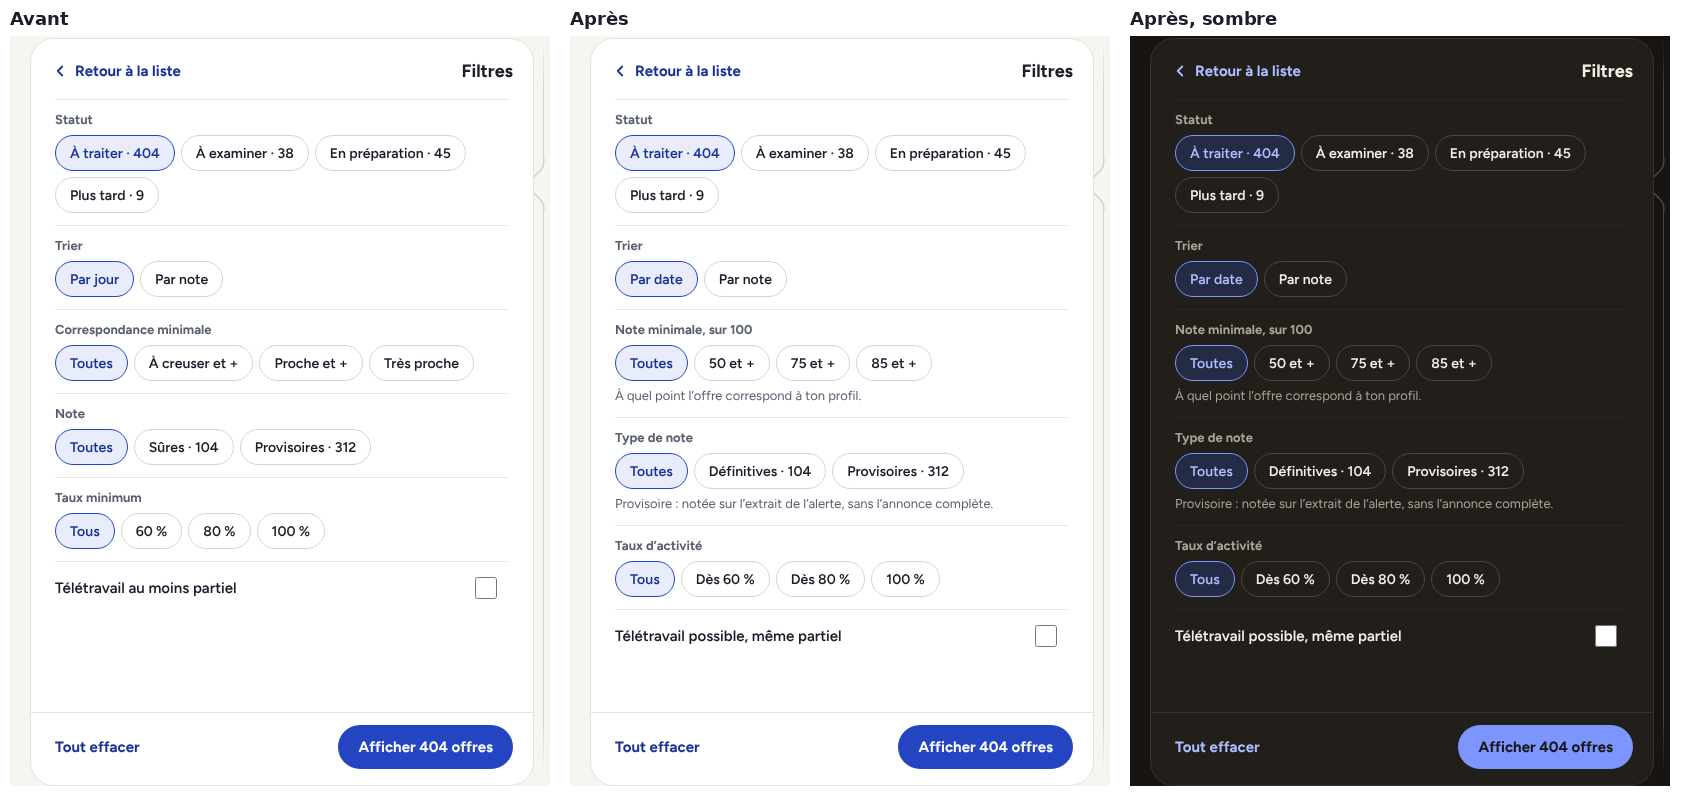 Avant
Retour à la liste
Filtres
Statut
À traiter · 404
À examiner · 38
En préparation · 45
Plus tard · 9
Trier
Par jour
Par note
Correspondance minimale
Toutes
À creuser et +
Proche et +
Très proche
Note
Toutes
Sûres · 104
Provisoires · 312
Taux minimum
Tous
60 %
80 %
100 %
Télétravail au moins partiel
Tout effacer
Afficher 404 offres
Après
Retour à la liste
Filtres
Statut
À traiter · 404
À examiner · 38
En préparation · 45
Plus tard · 9
Trier
Par date
Par note
Note minimale, sur 100
Toutes
50 et +
75 et +
85 et +
À quel point l’offre correspond à ton profil.
Type de note
Toutes
Définitives · 104
Provisoires · 312
Provisoire : notée sur l’extrait de l’alerte, sans l’annonce complète.
Taux d’activité
Tous
Dès 60 %
Dès 80 %
100 %
Télétravail possible, même partiel
Tout effacer
Afficher 404 offres
Après, sombre
Retour à la liste
Filtres
Statut
À traiter · 404
À examiner · 38
En préparation · 45
Plus tard · 9
Trier
Par date
Par note
Note minimale, sur 100
Toutes
50 et +
75 et +
85 et +
À quel point l’offre correspond à ton profil.
Type de note
Toutes
Définitives · 104
Provisoires · 312
Provisoire : notée sur l’extrait de l’alerte, sans l’annonce complète.
Taux d’activité
Tous
Dès 60 %
Dès 80 %
100 %
Télétravail possible, même partiel
Tout effacer
Afficher 404 offres